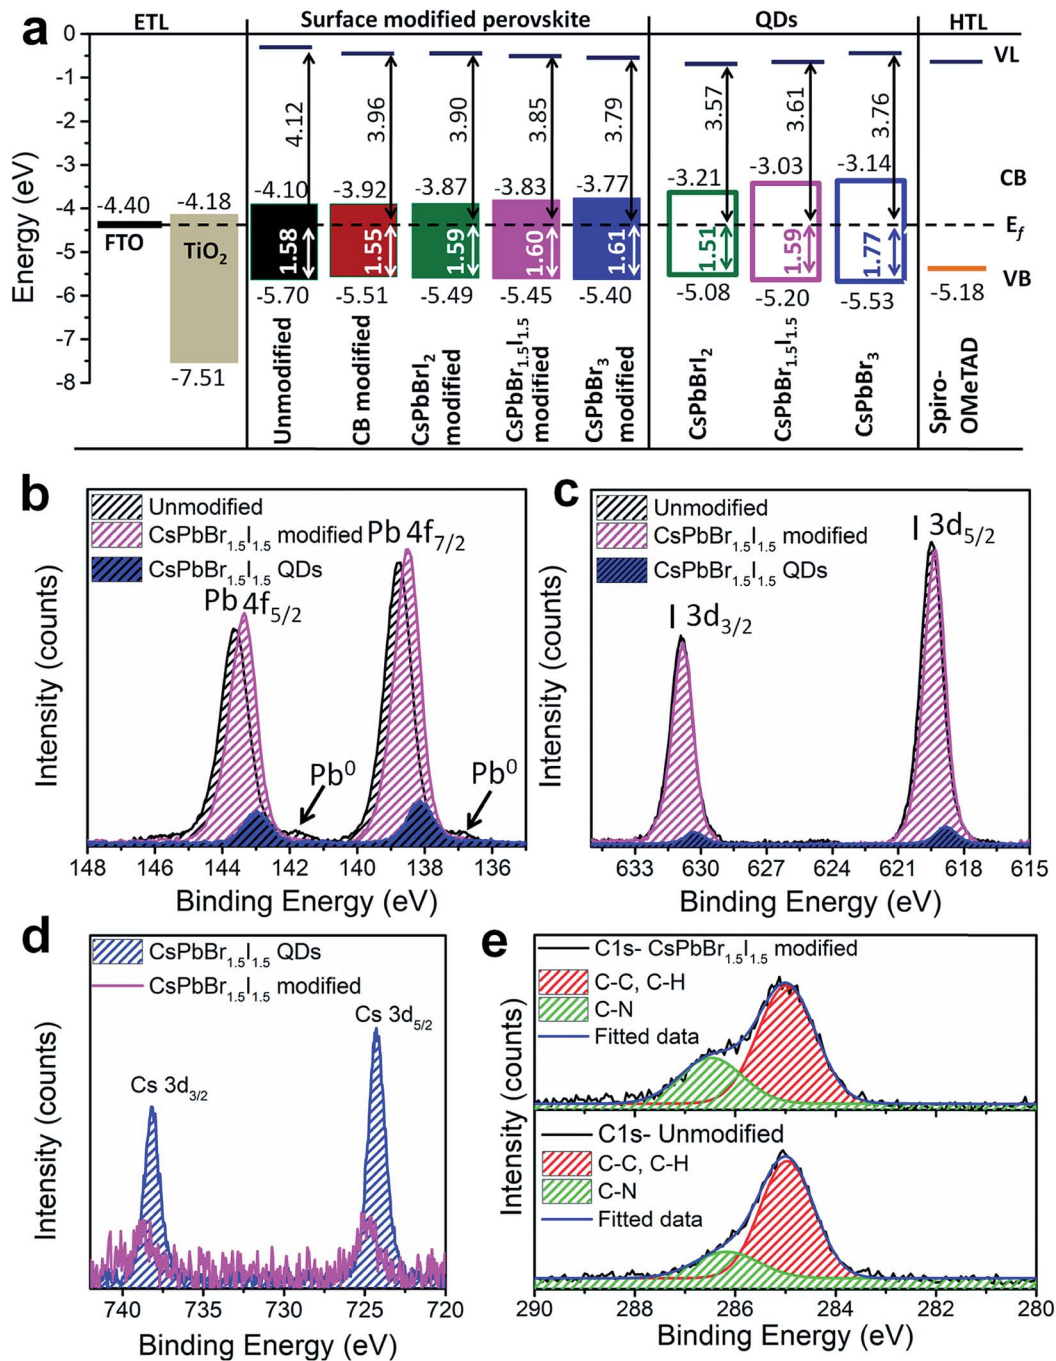 a
ETL Surface modified perovskite QDs HTL
0
-1
-2
-3
-4
-5
-6
-7
-8
Energy (eV)
VL
CB
E_f
VB
-4.40
FTO
-4.18
TiO₂
-7.51
4.12
-4.10
1.58
-5.70
Unmodified
3.96
-3.92
1.55
-5.51
CB modified
3.90
-3.87
1.59
-5.49
CsPbBrI₂
modified
3.85
-3.83
1.60
-5.45
CsPbBr₁.₅I₁.₅
modified
3.79
-3.77
1.61
-5.40
CsPbBr₃
modified
3.57
-3.21
1.51
-5.08
CsPbBrI₂
3.61
-3.03
1.59
-5.20
CsPbBr₁.₅I₁.₅
3.76
-3.14
1.77
-5.53
CsPbBr₃
-5.18
Spiro-
OMeTAD
b
Unmodified
CsPbBr₁.₅I₁.₅ modified
CsPbBr₁.₅I₁.₅ QDs
Pb 4f₇/₂
Pb 4f₅/₂
Pb⁰
Pb⁰
Intensity (counts)
148 144 142 140 138 136
Binding Energy (eV)
c
Unmodified
CsPbBr₁.₅I₁.₅ modified
CsPbBr₁.₅I₁.₅ QDs
I 3d₅/₂
I 3d₃/₂
Intensity (counts)
633 630 627 624 621 618 615
Binding Energy (eV)
d
CsPbBr₁.₅I₁.₅ QDs
CsPbBr₁.₅I₁.₅ modified
Cs 3d₅/₂
Cs 3d₃/₂
Intensity (counts)
740 735 730 725 720
Binding Energy (eV)
e
C1s- CsPbBr₁.₅I₁.₅ modified
C-C, C-H
C-N
Fitted data
C1s- Unmodified
C-C, C-H
C-N
Fitted data
Intensity (counts)
290 288 286 284 282 280
Binding Energy (eV)